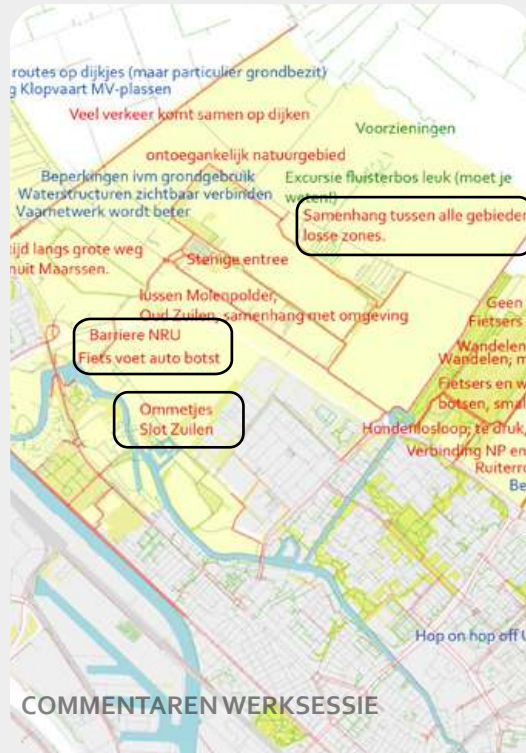 routes op dijkjes (maar particulier grondbezit)
g Klopvaart MV-plassen
Veel verkeer komt samen op dijken
Voorzieningen
ontoegankelijk natuurgebied
Beperkingen ivm grondgebruik
Waterstructuren zichtbaar verbinden
Vaarnetwerk wordt beter
Excursie fluisterbos leuk (moet je
weten!)
Samenhang tussen alle gebieden
losse zones.
tijd langs grote weg
nuit Maarssen.
Stenige entree
Tussen Molenpolder,
Oud Zuilen, samenhang met omgeving
Barriere NRU
Fiets voet auto botst
Geen
Fietsers
Wandelen
Wandelen, m
Ommetjes
Slot Zuilen
Fietsers en w
botsen, smal
Hondenlosloop, te druk,
Verbinding NP en
Ruiterro
Be
Hop on hop off U
COMMENTAREN WERKSESSIE